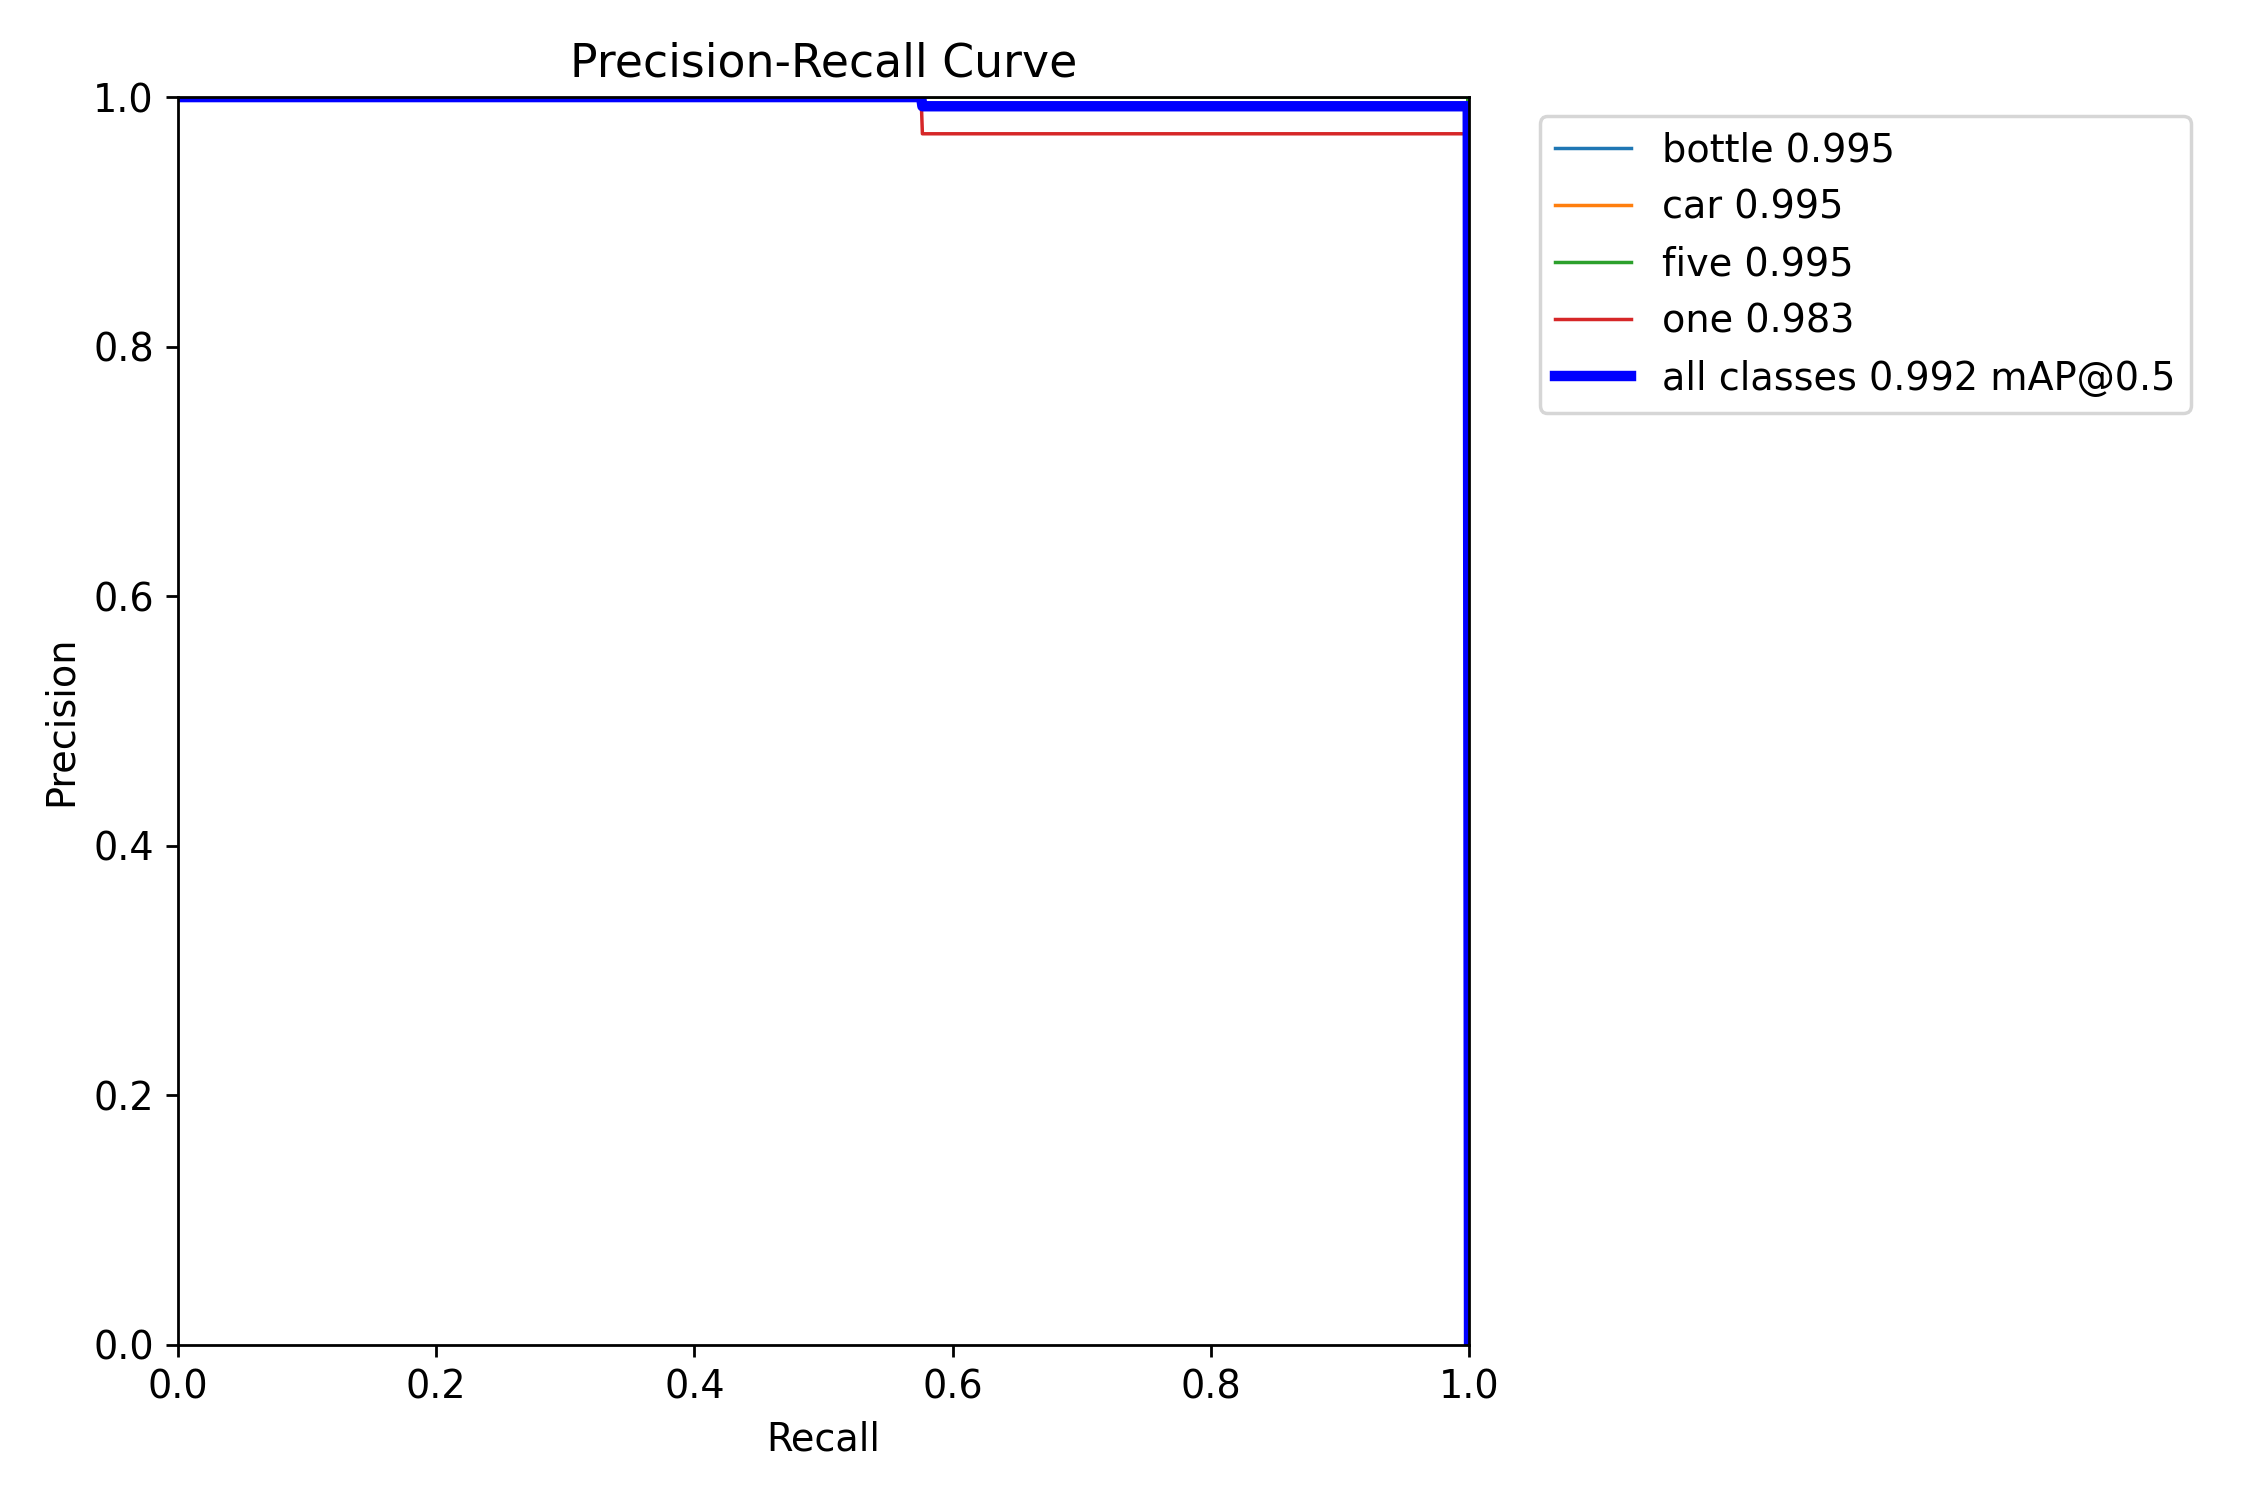 Precision-Recall Curve
1.0
0.8
0.6
0.4
0.2
0.0
Precision
0.0 0.2 0.4 0.6 0.8 1.0
Recall
bottle 0.995
car 0.995
five 0.995
one 0.983
all classes 0.992 mAP@0.5